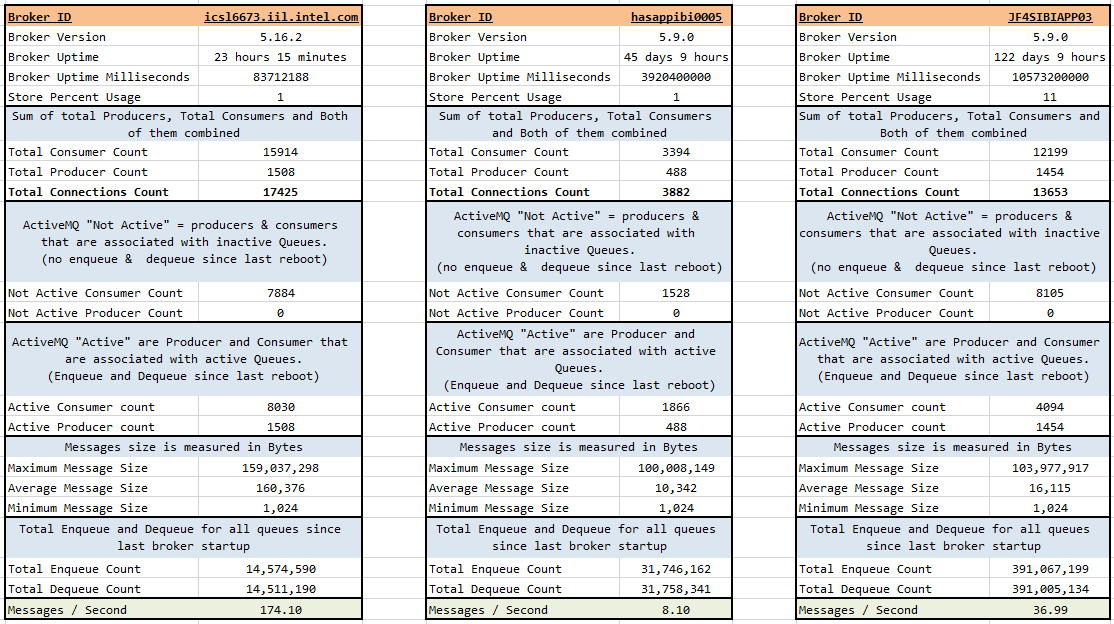 Broker ID icsl6673.iil.intel.com
Broker Version 5.16.2
Broker Uptime 23 hours 15 minutes
Broker Uptime Milliseconds 83712188
Store Percent Usage 1
Sum of total Producers, Total Consumers and Both
of them combined
Total Consumer Count 15914
Total Producer Count 1508
Total Connections Count 17425
ActiveMQ "Not Active" = producers & consumers
that are associated with inactive Queues.
(no enqueue & dequeue since last reboot)
Not Active Consumer Count 7884
Not Active Producer Count 0
ActiveMQ "Active" are Producer and Consumer that
are associated with active Queues.
(Enqueue and Dequeue since last reboot)
Active Consumer count 8030
Active Producer count 1508
Messages size is measured in Bytes
Maximum Message Size 159,037,298
Average Message Size 160,376
Minimum Message Size 1,024
Total Enqueue and Dequeue for all queues since
last broker startup
Total Enqueue Count 14,574,590
Total Dequeue Count 14,511,190
Messages / Second 174.10
Broker ID hasappibi0005
Broker Version 5.9.0
Broker Uptime 45 days 9 hours
Broker Uptime Milliseconds 3920400000
Store Percent Usage 1
Sum of total Producers, Total Consumers
and Both of them combined
Total Consumer Count 3394
Total Producer Count 488
Total Connections Count 3882
ActiveMQ "Not Active" = producers &
consumers that are associated with
inactive Queues.
(no enqueue & dequeue since last reboot)
Not Active Consumer Count 1528
Not Active Producer Count 0
ActiveMQ "Active" are Producer and
Consumer that are associated with active
Queues.
(Enqueue and Dequeue since last reboot)
Active Consumer count 1866
Active Producer count 488
Messages size is measured in Bytes
Maximum Message Size 100,008,149
Average Message Size 10,342
Minimum Message Size 1,024
Total Enqueue and Dequeue for all queues
since last broker startup
Total Enqueue Count 31,746,162
Total Dequeue Count 31,758,341
Messages / Second 8.10
Broker ID JF4SIBIAPP03
Broker Version 5.9.0
Broker Uptime 122 days 9 hours
Broker Uptime Milliseconds 10573200000
Store Percent Usage 11
Sum of total Producers, Total Consumers and
Both of them combined
Total Consumer Count 12199
Total Producer Count 1454
Total Connections Count 13653
ActiveMQ "Not Active" = producers &
consumers that are associated with inactive
Queues.
(no enqueue & dequeue since last reboot)
Not Active Consumer Count 8105
Not Active Producer Count 0
ActiveMQ "Active" are Producer and Consumer
that are associated with active Queues.
(Enqueue and Dequeue since last reboot)
Active Consumer count 4094
Active Producer count 1454
Messages size is measured in Bytes
Maximum Message Size 103,977,917
Average Message Size 16,115
Minimum Message Size 1,024
Total Enqueue and Dequeue for all queues
since last broker startup
Total Enqueue Count 391,067,199
Total Dequeue Count 391,005,134
Messages / Second 36.99